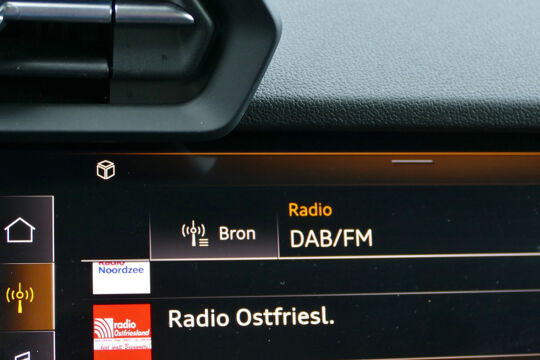 Radio
Bron
DAB/FM
Radio
Noordzee
Radio Ostfriesl.
radio
Ostfriesland